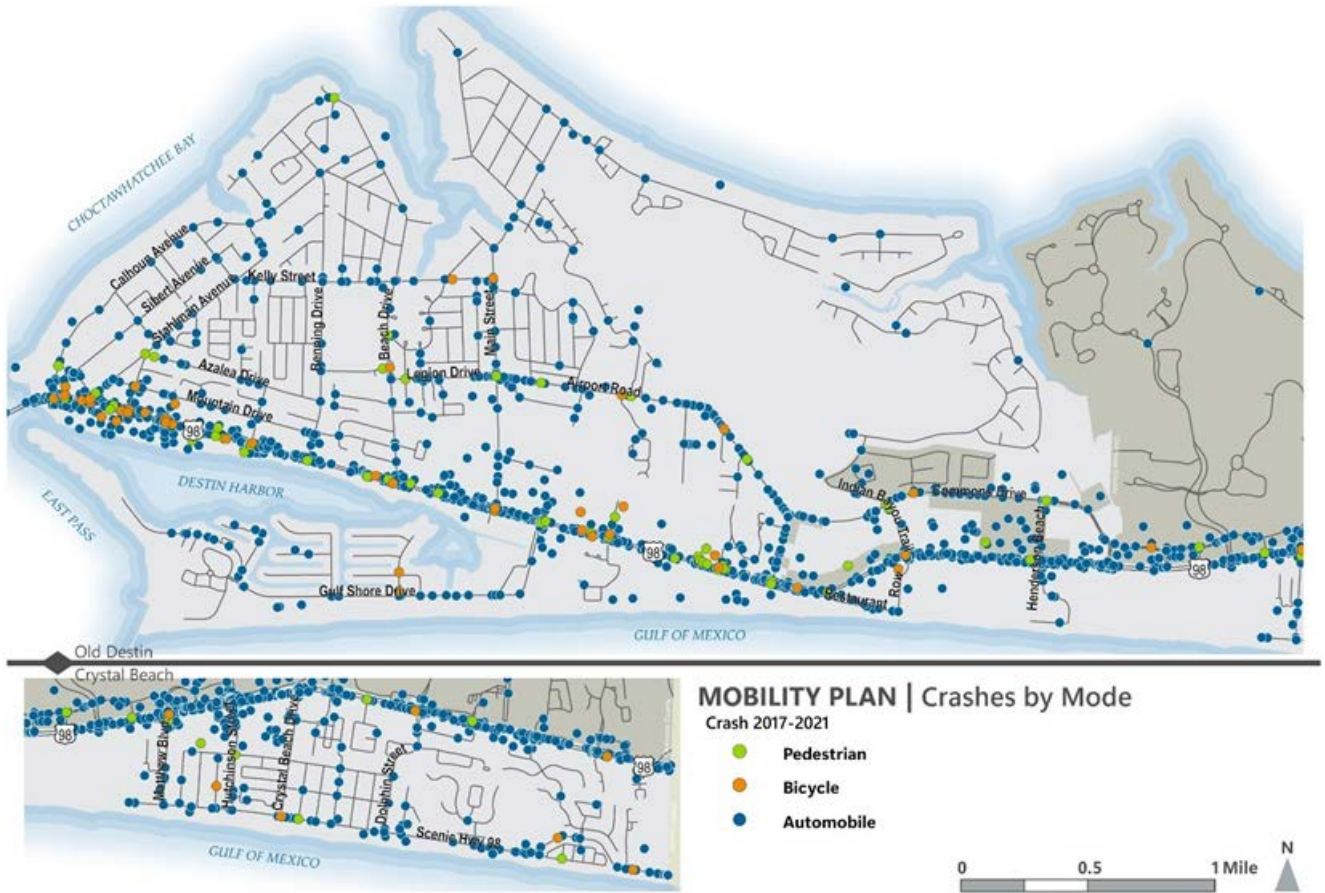 CHOCTAWHATCHEE BAY
Calhoun Avenue
Sibert Avenue
Stahlman Avenue
Kelly Street
Benning Drive
Beach Drive
Main Street
Azalea Drive
Legion Drive
Airport Road
Mountain Drive
98
DESTIN HARBOR
EAST PASS
Indian Bayou Trail
Commons Drive
98
Henderson Beach
98
Gulf Shore Drive
Restaurant
Row
GULF OF MEXICO
Old Destin
Crystal Beach
98
Matthew Blvd
Hutchinson Street
Crystal Beach Drive
Dolphin Street
98
Scenic Hwy 98
GULF OF MEXICO
MOBILITY PLAN | Crashes by Mode
Crash 2017-2021
Pedestrian
Bicycle
Automobile
N
0 0.5 1 Mile